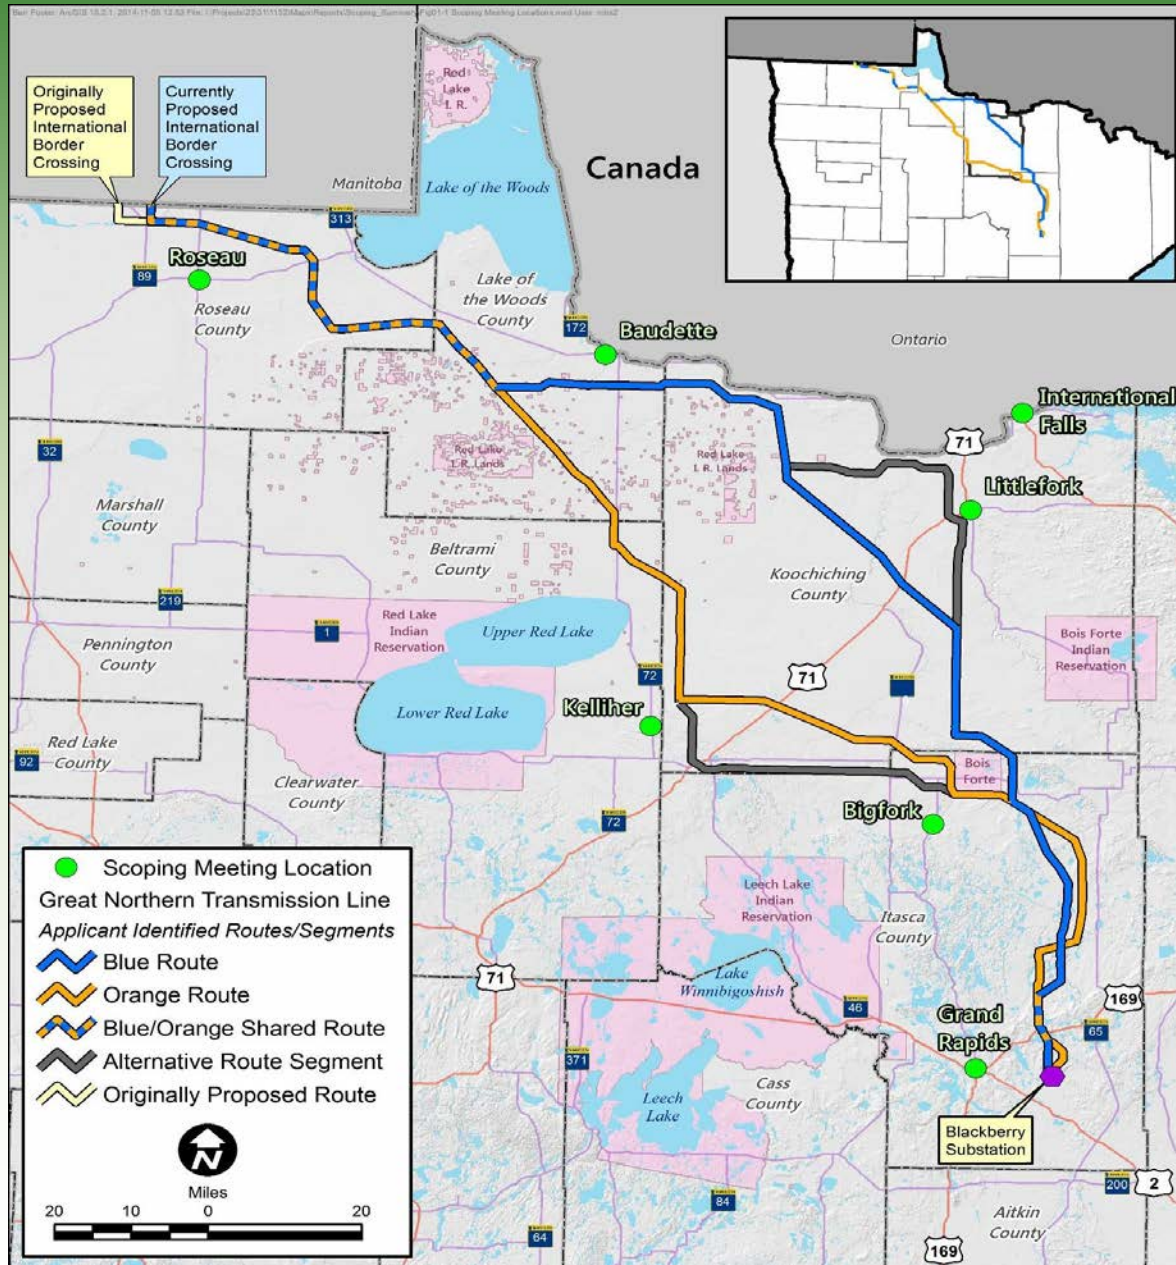 Originally
Proposed
International
Border
Crossing
Currently
Proposed
International
Border
Crossing
Red
Lake
I. R.
Manitoba
Lake of the Woods
Canada
313
89
Roseau
Roseau
County
Lake of
the Woods
County
172
Baudette
Ontario
International
Falls
71
Littlefork
32
Red Lake
I. R. Lands
Red Lake
I. R. Lands
Marshall
County
Beltrami
County
Koochiching
County
219
1
Red Lake
Indian
Reservation
Upper Red Lake
Pennington
County
Bois Forte
Indian
Reservation
72
71
Lower Red Lake
Kelliher
Red Lake
County
92
Clearwater
County
Bois
Forte
72
Bigfork
Leech Lake
Indian
Reservation
Itasca
County
71
Lake
Winnibigoshish
46
169
Grand
Rapids
65
371
Leech
Lake
Cass
County
Blackberry
Substation
200
2
84
64
Aitkin
County
169
Scoping Meeting Location
Great Northern Transmission Line
Applicant Identified Routes/Segments
Blue Route
Orange Route
Blue/Orange Shared Route
Alternative Route Segment
Originally Proposed Route
N
Miles
20 10 0 20